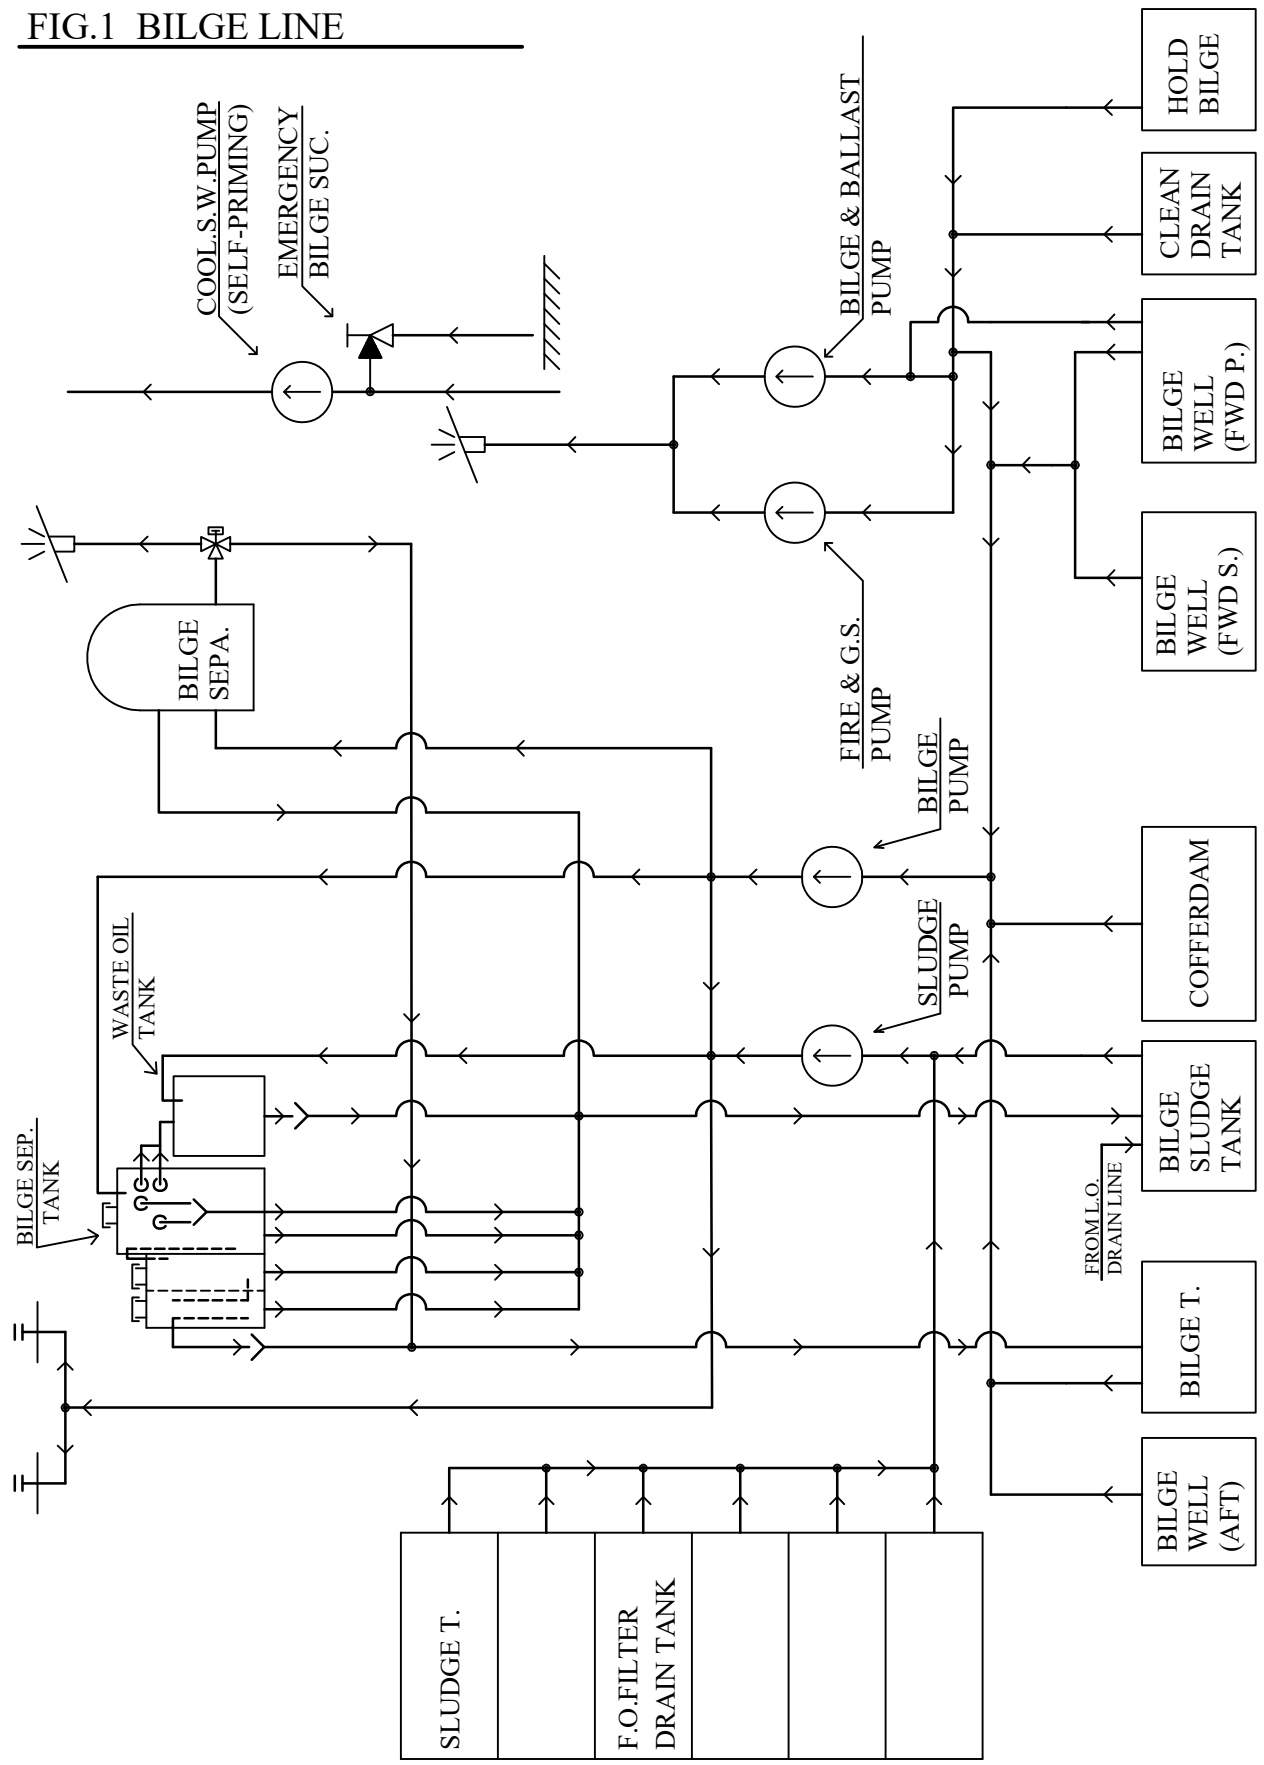 FIG.1 BILGE LINE
COOL.S.W.PUMP
(SELF-PRIMING)
EMERGENCY
BILGE SUC.
BILGE & BALLAST
PUMP
HOLD
BILGE
CLEAN
DRAIN
TANK
BILGE
WELL
(FWD P.)
BILGE
WELL
(FWD S.)
BILGE
SEPA.
FIRE & G.S.
PUMP
BILGE
PUMP
SLUDGE
PUMP
COFFERDAM
WASTE OIL
TANK
BILGE SEP.
TANK
BILGE
SLUDGE
TANK
FROM L.O.
DRAIN LINE
BILGE T.
BILGE
WELL
(AFT)
SLUDGE T.
F.O.FILTER
DRAIN TANK